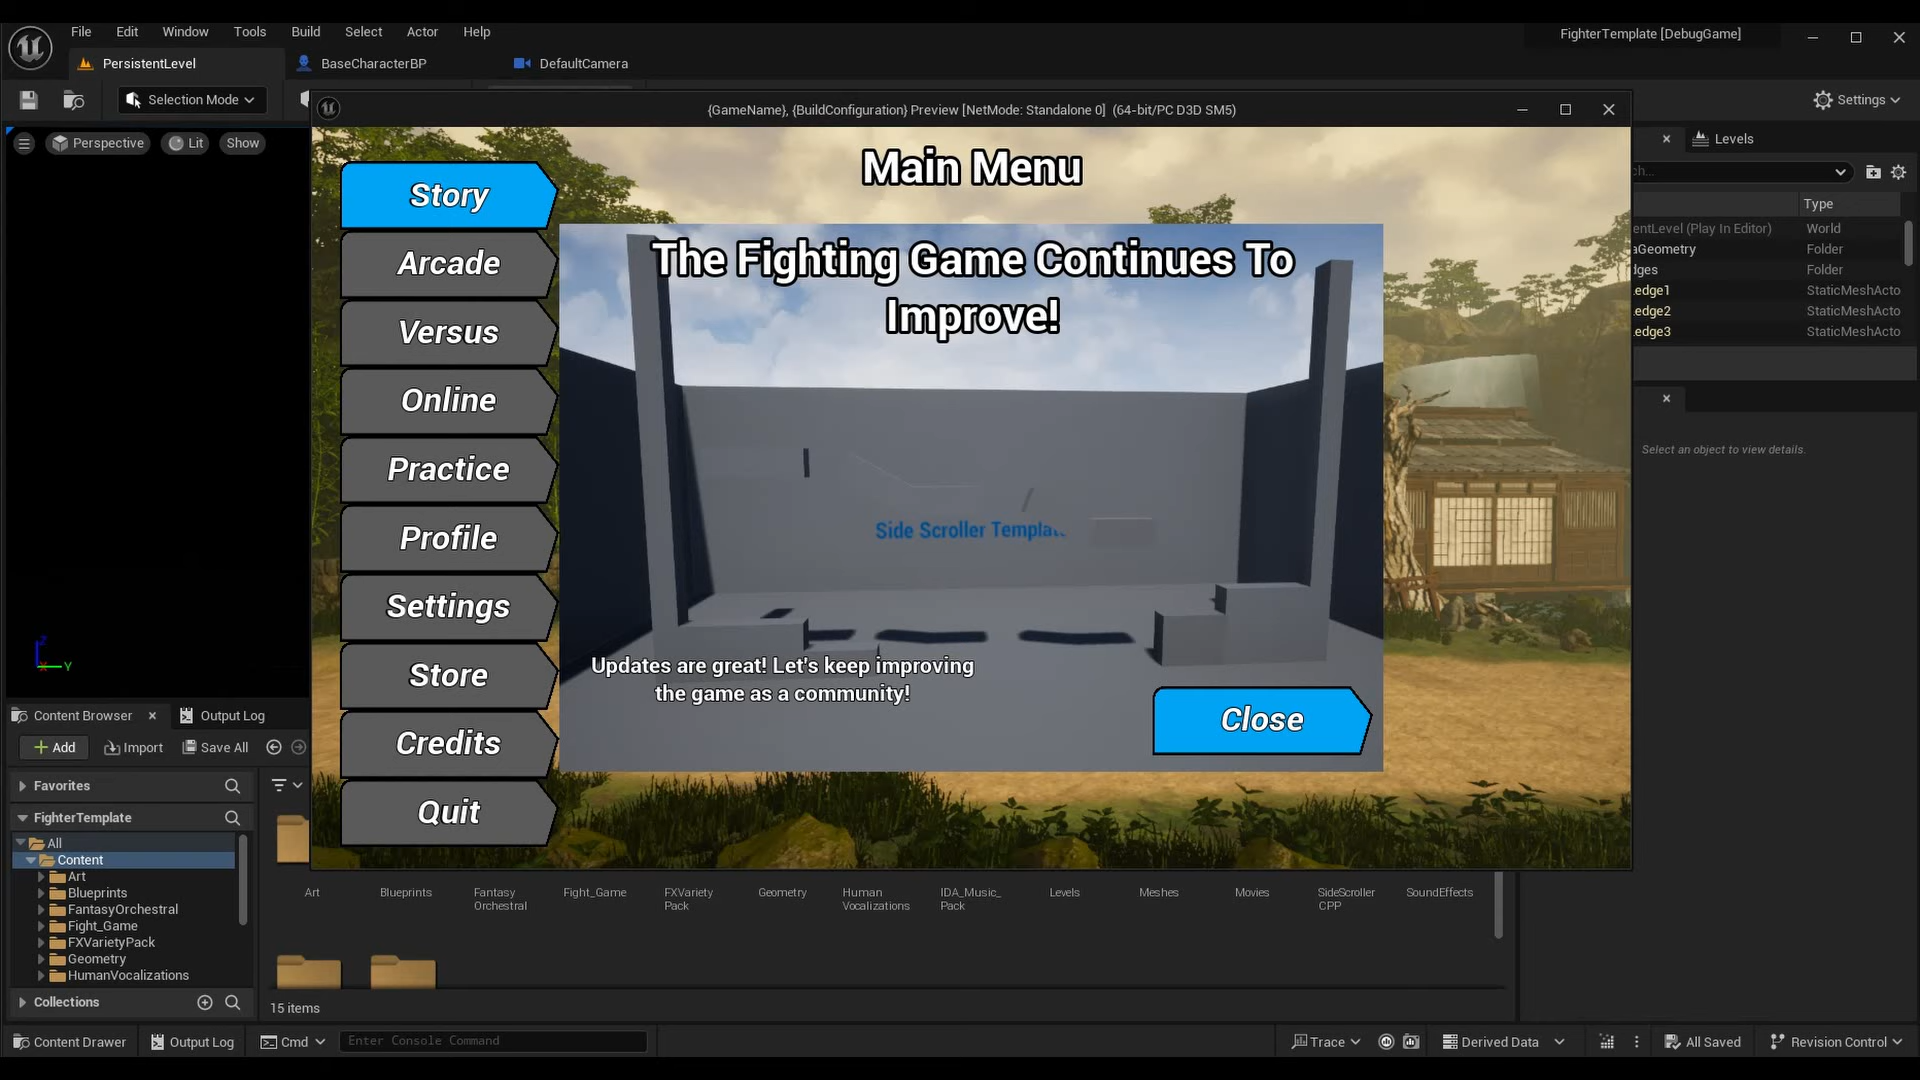 File Edit Window Tools Build Select Actor Help
FighterTemplate [DebugGame]
PersistentLevel
BaseCharacterBP
DefaultCamera
Selection Mode
Settings
{GameName}, {BuildConfiguration} Preview [NetMode: Standalone 0] (64-bit/PC D3D SM5)
Perspective
Lit
Show
Levels
Type
entLevel (Play In Editor) World
Geometry Folder
dges Folder
edge1 StaticMeshActo
edge2 StaticMeshActo
edge3 StaticMeshActo
Select an object to view details.
Main Menu
Story
Arcade
Versus
Online
Practice
Profile
Settings
Store
Credits
Quit
The Fighting Game Continues To
Improve!
Side Scroller Template
Updates are great! Let's keep improving
the game as a community!
Close
Z
Y
Content Browser
Output Log
Add
Import
Save All
Favorites
FighterTemplate
All
Content
Art
Blueprints
FantasyOrchestral
Fight_Game
FXVarietyPack
Geometry
HumanVocalizations
Collections
Art
Blueprints
Fantasy
Orchestral
Fight_Game
FXVariety
Pack
Geometry
Human
Vocalizations
IDA_Music_
Pack
Levels
Meshes
Movies
SideScroller
CPP
SoundEffects
15 items
Content Drawer
Output Log
Cmd
Enter Console Command
Trace
Derived Data
All Saved
Revision Control